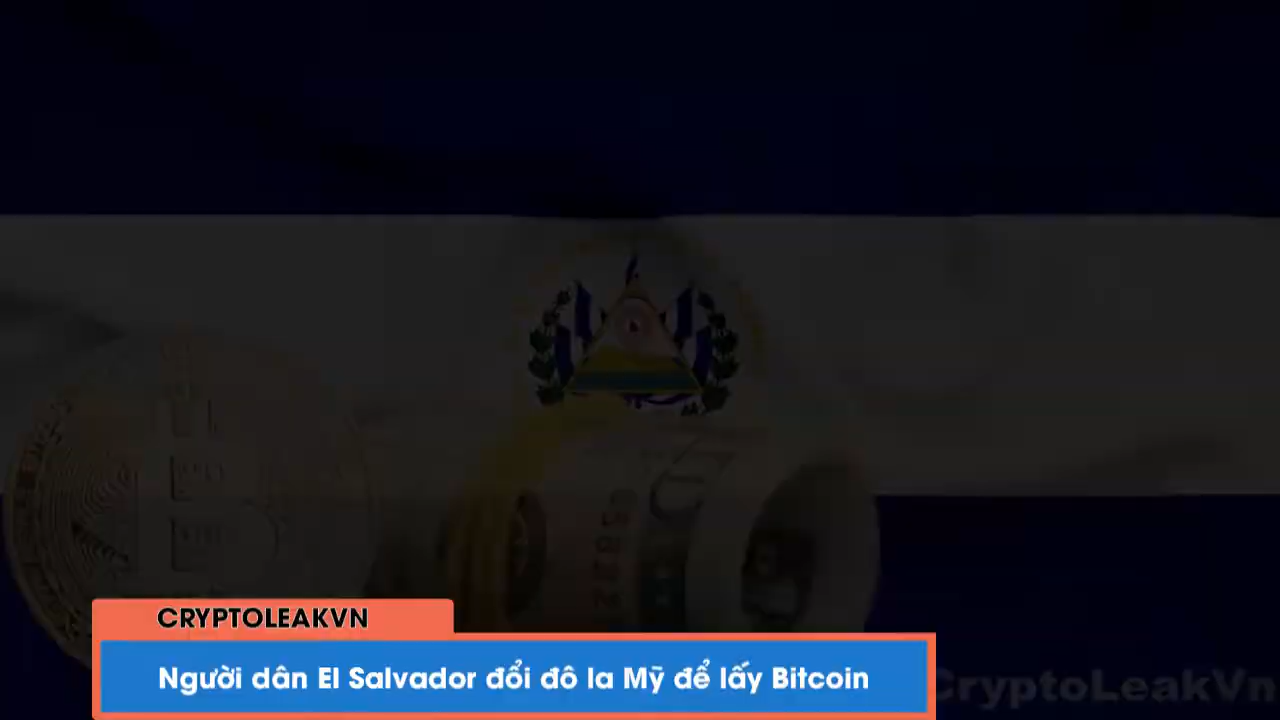 CRYPTOLEAKVN
Người dân El Salvador đổi đô la Mỹ để lấy Bitcoin
CryptoLeakVn